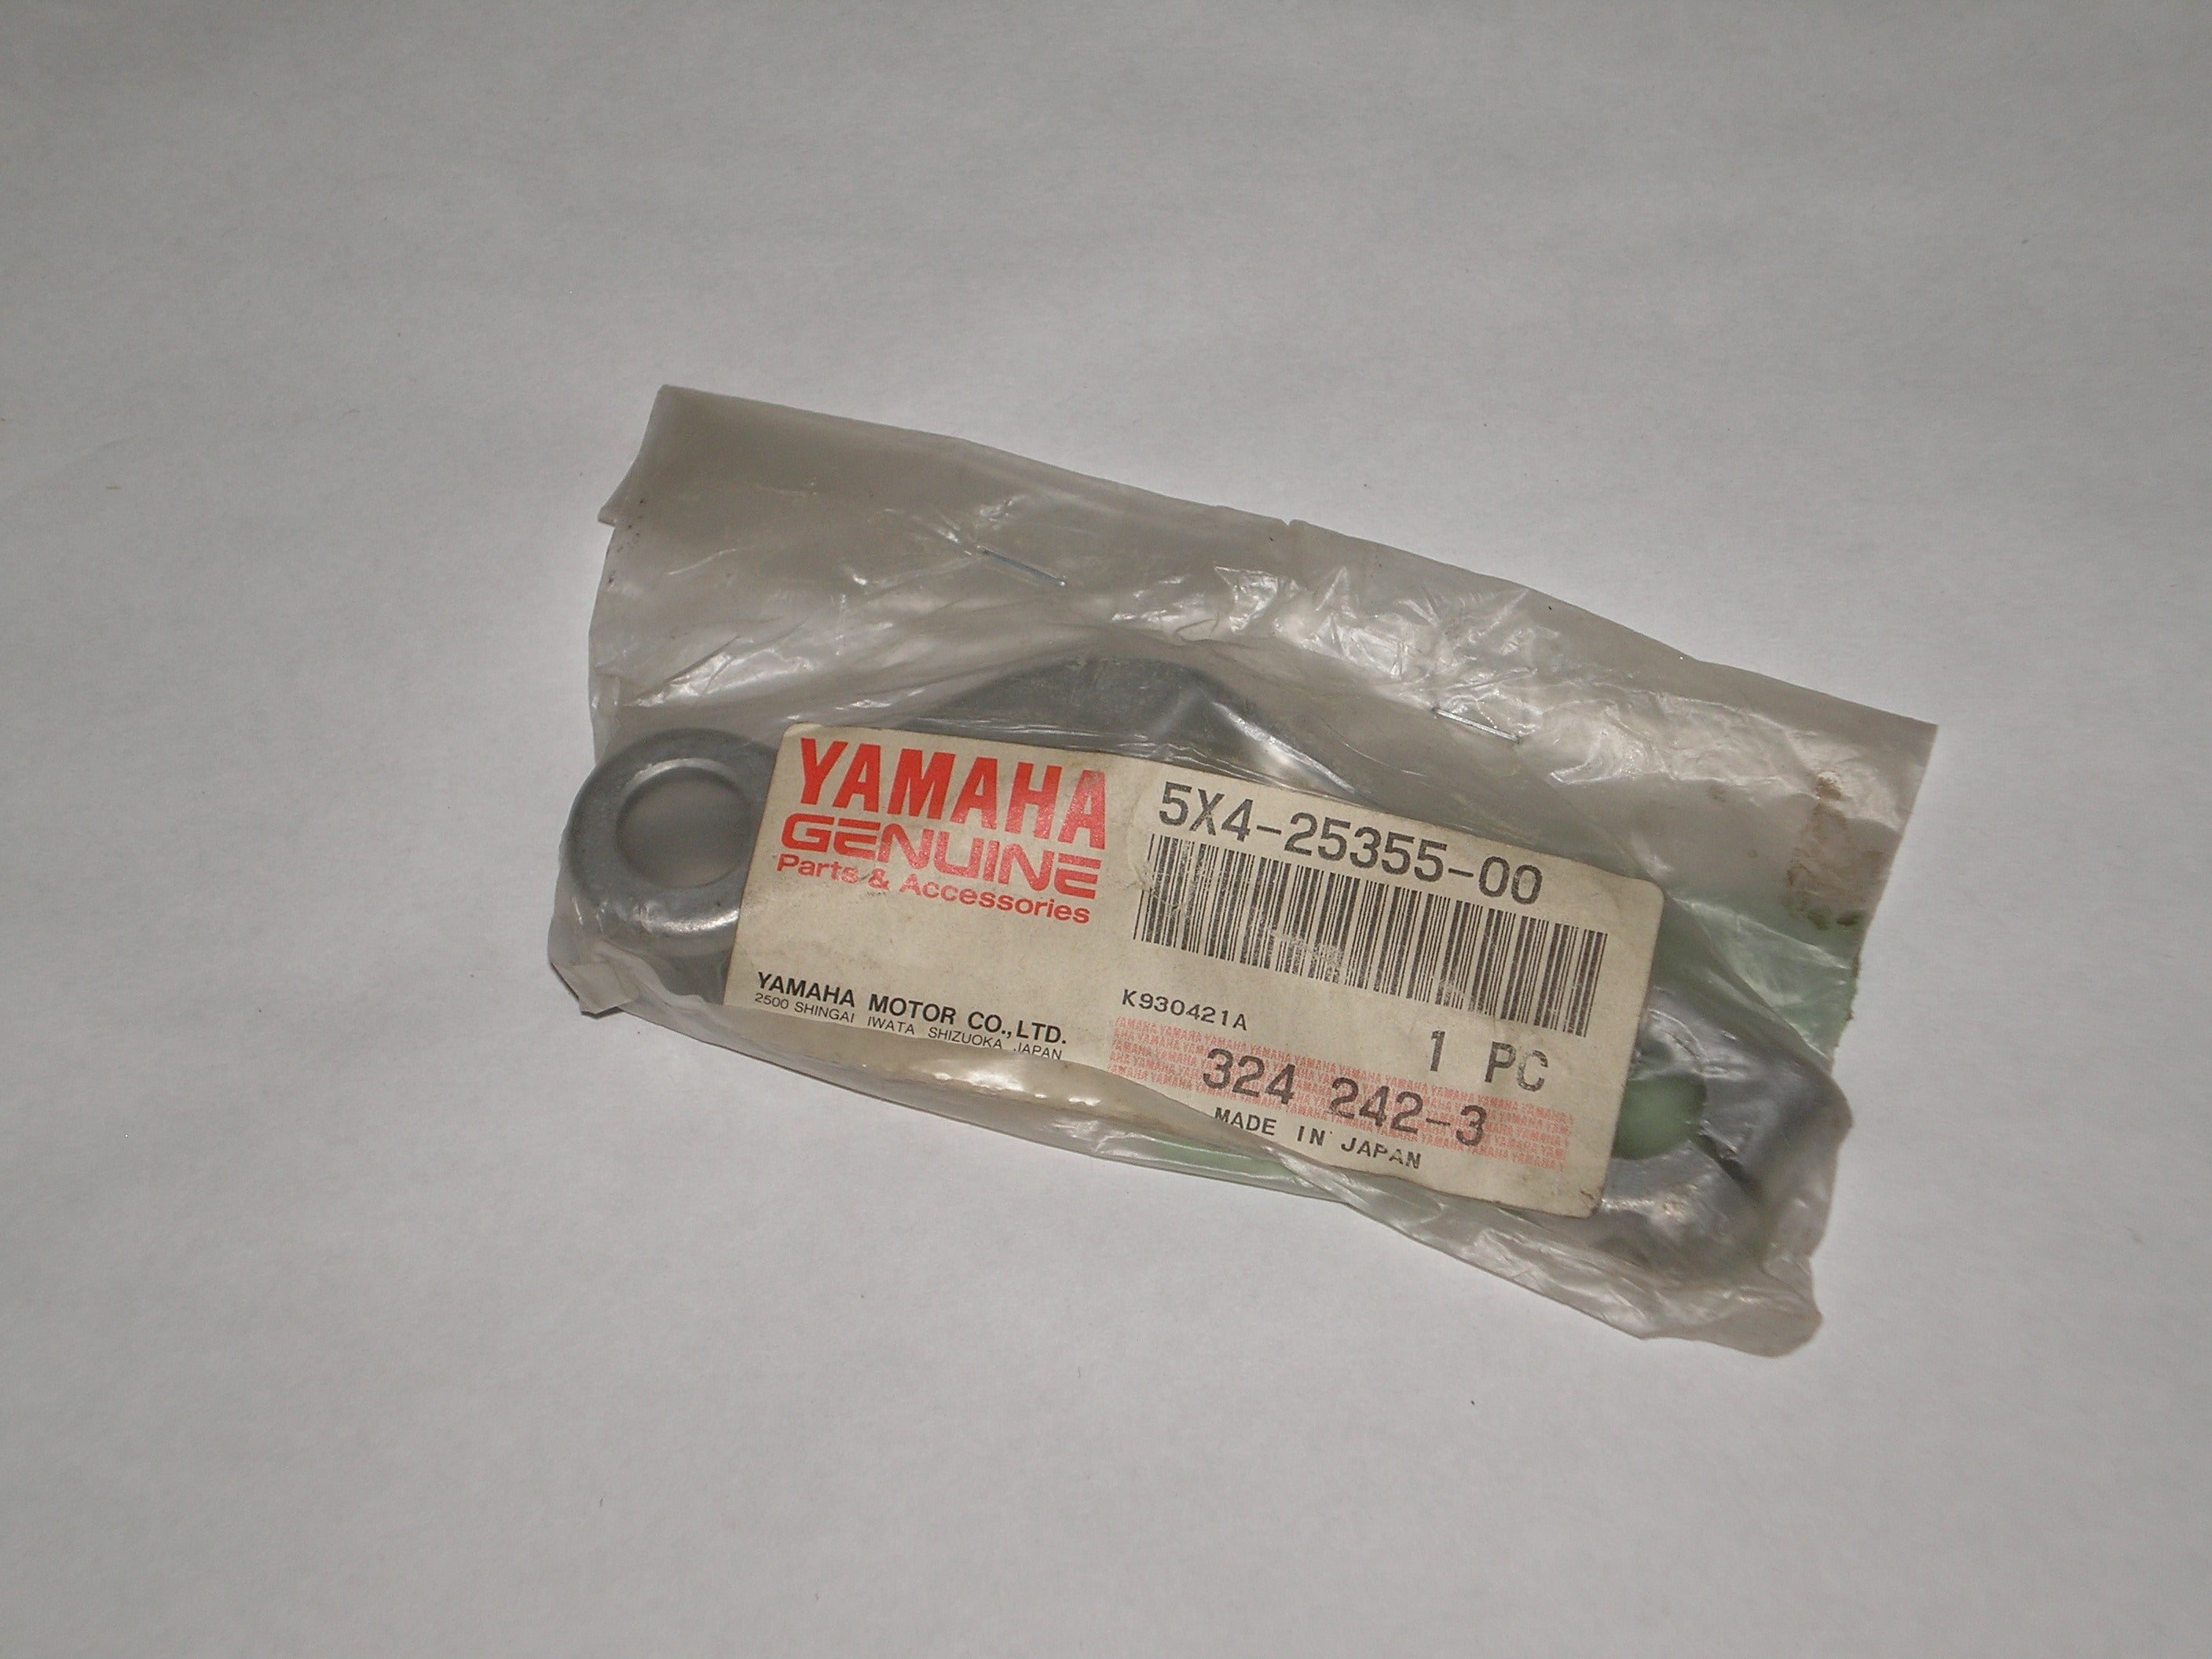 YAMAHA
GENUINE
Parts & Accessories
YAMAHA MOTOR CO.,LTD.
2500 SHINGAI IWATA SHIZUOKA JAPAN
5X4-25355-00
K930421A
1 PC
324 242-3
MADE IN JAPAN